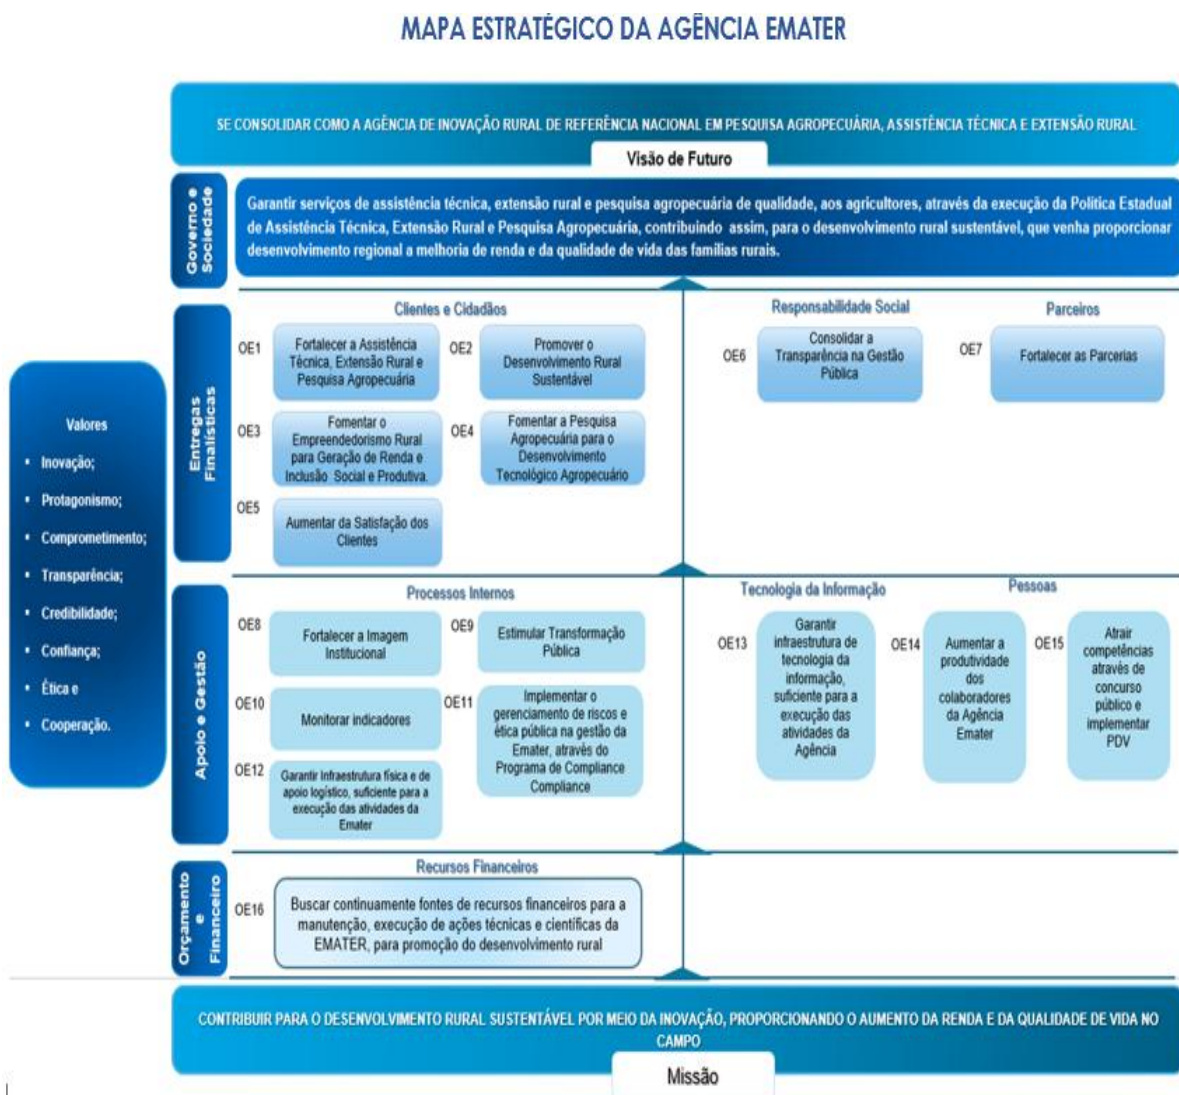 MAPA ESTRATÉGICO DA AGÊNCIA EMATER
SE CONSOLIDAR COMO A AGÊNCIA DE INOVAÇÃO RURAL DE REFERÊNCIA NACIONAL EM PESQUISA AGROPECUÁRIA, ASSISTÊNCIA TÉCNICA E EXTENSÃO RURAL
Visão de Futuro
Governo e
Sociedade
Garantir serviços de assistência técnica, extensão rural e pesquisa agropecuária de qualidade, aos agricultores, através da execução da Política Estadual
de Assistência Técnica, Extensão Rural e Pesquisa Agropecuária, contribuindo assim, para o desenvolvimento rural sustentável, que venha proporcionar
desenvolvimento regional a melhoria de renda e da qualidade de vida das famílias rurais.
Valores
Inovação;
Protagonismo;
Comprometimento;
Transparência;
Credibilidade;
Confiança;
Ética e
Cooperação.
Entregas
Finalísticas
Clientes e Cidadãos
OE1
Fortalecer a Assistência
Técnica, Extensão Rural e
Pesquisa Agropecuária
OE2
Promover o
Desenvolvimento Rural
Sustentável
OE3
Fomentar o
Empreendedorismo Rural
para Geração de Renda e
Inclusão Social e Produtiva.
OE4
Fomentar a Pesquisa
Agropecuária para o
Desenvolvimento
Tecnológico Agropecuário
OE5
Aumentar da Satisfação dos
Clientes
Responsabilidade Social
OE6
Consolidar a
Transparência na Gestão
Pública
Parceiros
OE7
Fortalecer as Parcerias
Apoio e Gestão
Processos Internos
OE8
Fortalecer a Imagem
Institucional
OE9
Estimular Transformação
Pública
OE10
Monitorar indicadores
OE11
Implementar o
gerenciamento de riscos e
ética pública na gestão da
Emater, através do
Programa de Compliance
Compliance
OE12
Garantir Infraestrutura física e de
apoio logístico, suficiente para a
execução das atividades da
Emater
Tecnologia da Informação
OE13
Garantir
infraestrutura de
tecnologia da
informação,
suficiente para a
execução das
atividades da
Agência
Pessoas
OE14
Aumentar a
produtividade
dos
colaboradores
da Agência
Emater
OE15
Atrair
competências
através de
concurso
público e
implementar
PDV
Orçamento
e
Financeiro
Recursos Financeiros
OE16
Buscar continuamente fontes de recursos financeiros para a
manutenção, execução de ações técnicas e científicas da
EMATER, para promoção do desenvolvimento rural
CONTRIBUIR PARA O DESENVOLVIMENTO RURAL SUSTENTÁVEL POR MEIO DA INOVAÇÃO, PROPORCIONANDO O AUMENTO DA RENDA E DA QUALIDADE DE VIDA NO
CAMPO
Missão